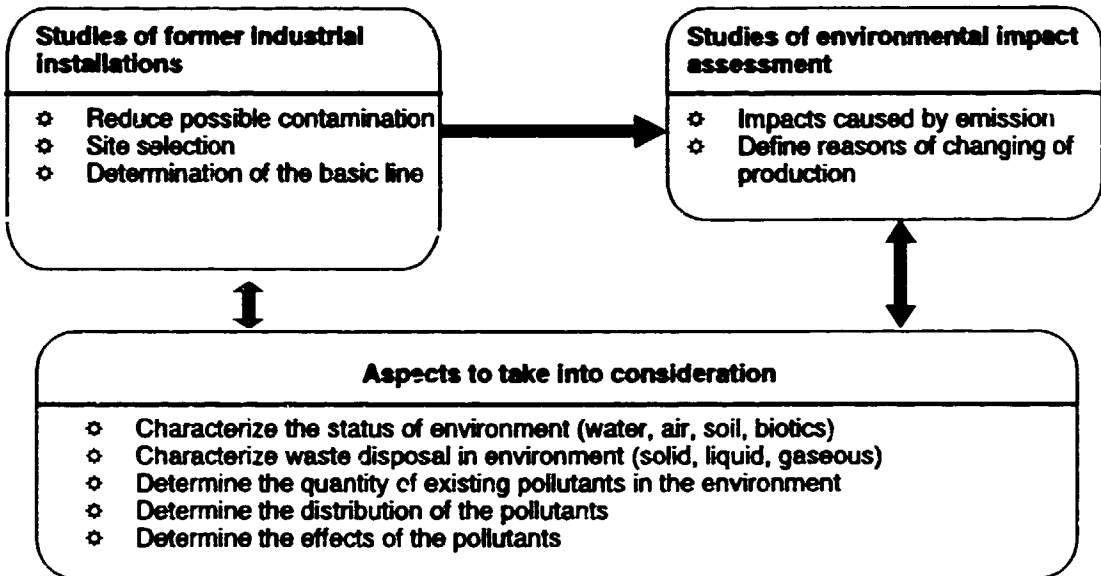 Studies of former industrial
installations
Reduce possible contamination
Site selection
Determination of the basic line
Studies of environmental impact
assessment
Impacts caused by emission
Define reasons of changing of
production
Aspects to take into consideration
Characterize the status of environment (water, air, soil, biotics)
Characterize waste disposal in environment (solid, liquid, gaseous)
Determine the quantity of existing pollutants in the environment
Determine the distribution of the pollutants
Determine the effects of the pollutants